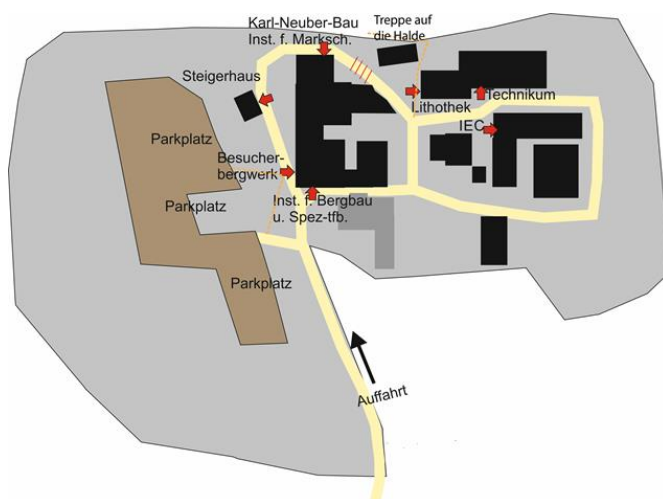 Karl-Neuber-Bau
Inst. f. Marksch.
Treppe auf
die Halde
Steigerhaus
Lithothek
Technikum
IEC
Parkplatz
Besucher-
bergwerk
Inst. f. Bergbau
u. Spez-tfb.
Parkplatz
Parkplatz
Auffahrt